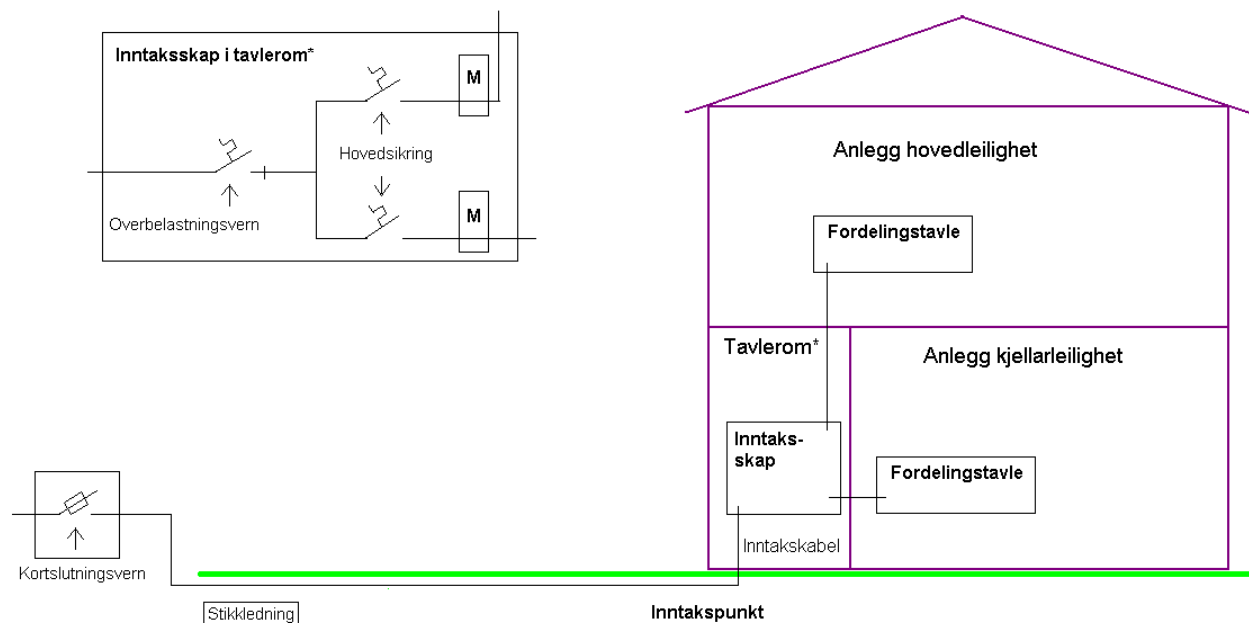 Inntaksskap i tavlerom*
M
Hovedsikring
Overbelastningsvern
M
Anlegg hovedleilighet
Fordelingstavle
Tavlerom*
Anlegg kjellarleilighet
Inntaks-
skap
Fordelingstavle
Inntakskabel
Kortslutningsvern
Stikkledning
Inntakspunkt